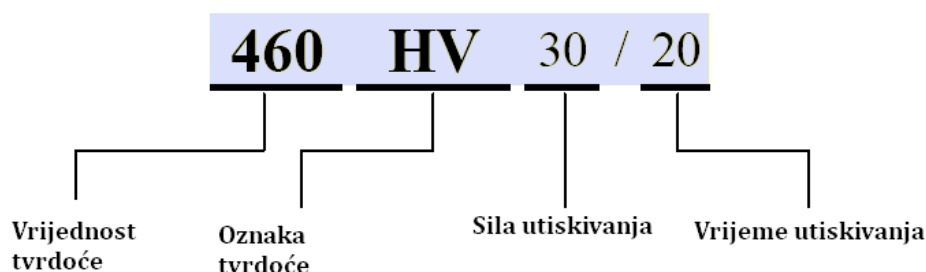 460 HV 30 / 20
Vrijednost
tvrdoće
Oznaka
tvrdoće
Sila utiskivanja
Vrijeme utiskivanja